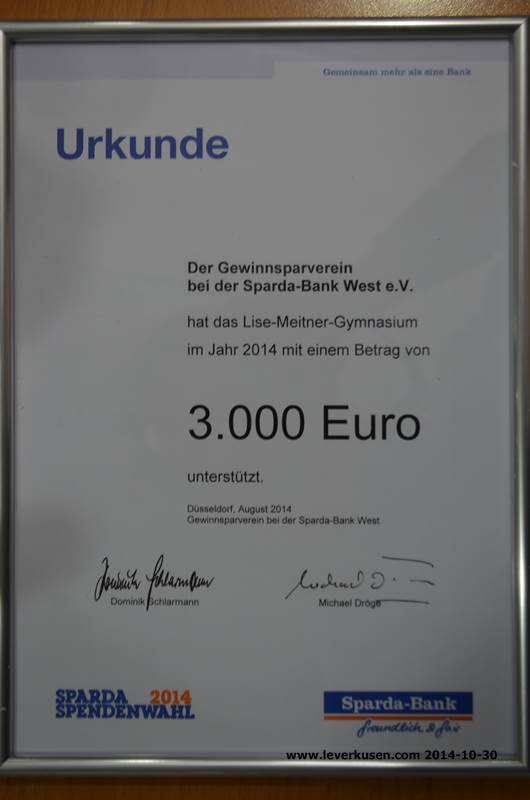 Gemeinsam mehr als eine Bank
Urkunde
Der Gewinnsparverein
bei der Sparda-Bank West e.V.
hat das Lise-Meitner-Gymnasium
im Jahr 2014 mit einem Betrag von
3.000 Euro
unterstützt.
Düsseldorf, August 2014
Gewinnsparverein bei der Sparda-Bank West
Dominik Schlarmann
Michael Dröge
SPARDA 2014
SPENDENWAHL
Sparda-Bank
freundlich & fair
www.leverkusen.com 2014-10-30